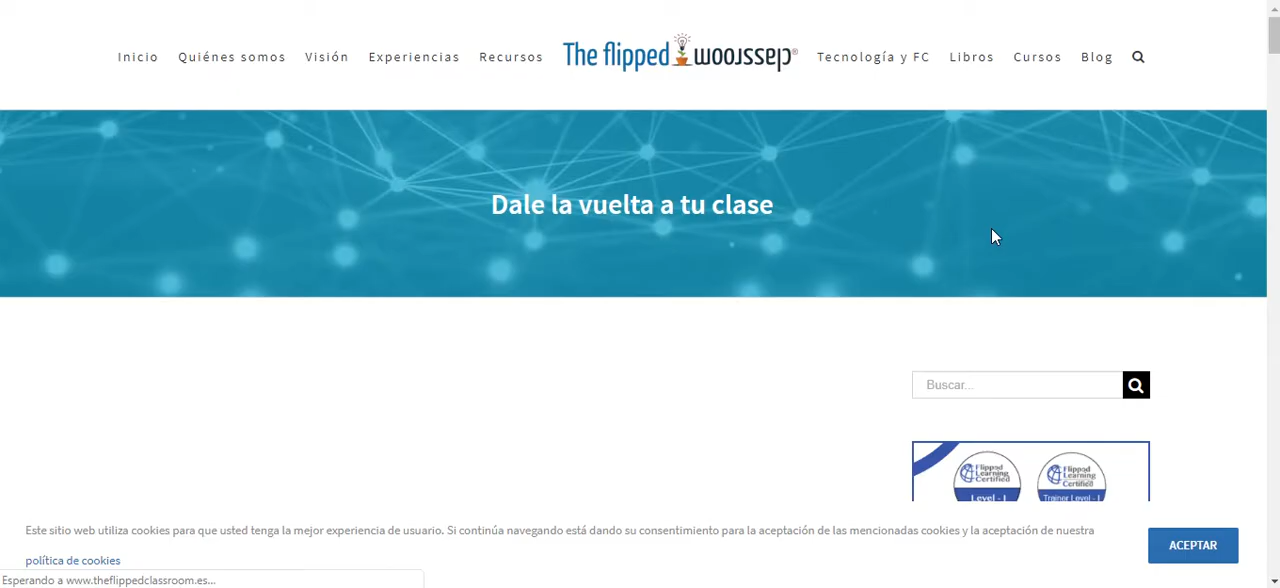 Inicio Quiénes somos Visión Experiencias Recursos The flipped classroom® Tecnología y FC Libros Cursos Blog
Dale la vuelta a tu clase
Buscar...
Flipped Learning Certified Level - I
Flipped Learning Certified Trainer Level - I
Este sitio web utiliza cookies para que usted tenga la mejor experiencia de usuario. Si continúa navegando está dando su consentimiento para la aceptación de las mencionadas cookies y la aceptación de nuestra
política de cookies
ACEPTAR
Esperando a www.theflippedclassroom.es...